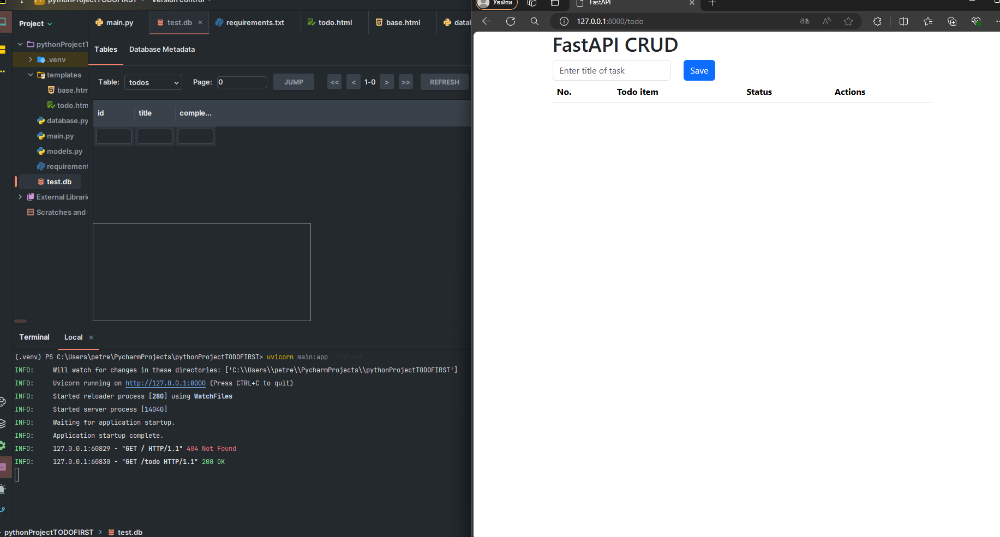 pythonProjectTODOFIRST Version control
Project
main.py
test.db
requirements.txt
todo.html
base.html
datab
pythonProjectT
.venv
templates
base.htm
todo.htm
database.py
main.py
models.py
requirement
test.db
External Librari
Scratches and
Tables Database Metadata
Table: todos Page: 0 JUMP << < 1-0 > >> REFRESH
id title comple...
Terminal Local
(.venv) PS C:\Users\petre\PycharmProjects\pythonProjectTODOFIRST> uvicorn main:app --reload
INFO: Will watch for changes in these directories: ['C:\\Users\\petre\\PycharmProjects\\pythonProjectTODOFIRST']
INFO: Uvicorn running on http://127.0.0.1:8000 (Press CTRL+C to quit)
INFO: Started reloader process [280] using WatchFiles
INFO: Started server process [14040]
INFO: Waiting for application startup.
INFO: Application startup complete.
INFO: 127.0.0.1:60829 - "GET / HTTP/1.1" 404 Not Found
INFO: 127.0.0.1:60830 - "GET /todo HTTP/1.1" 200 OK
pythonProjectTODOFIRST > test.db
Увійти
FastAPI
127.0.0.1:8000/todo
FastAPI CRUD
Enter title of task Save
No. Todo item Status Actions